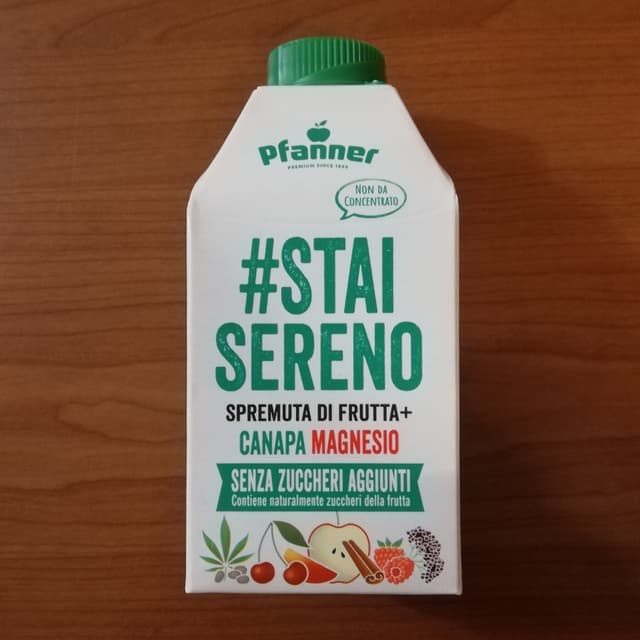 Pfanner
PREMIUM SINCE 1856
NON DA
CONCENTRATO
#STAI
SERENO
SPREMUTA DI FRUTTA+
CANAPA MAGNESIO
SENZA ZUCCHERI AGGIUNTI
Contiene naturalmente zuccheri della frutta